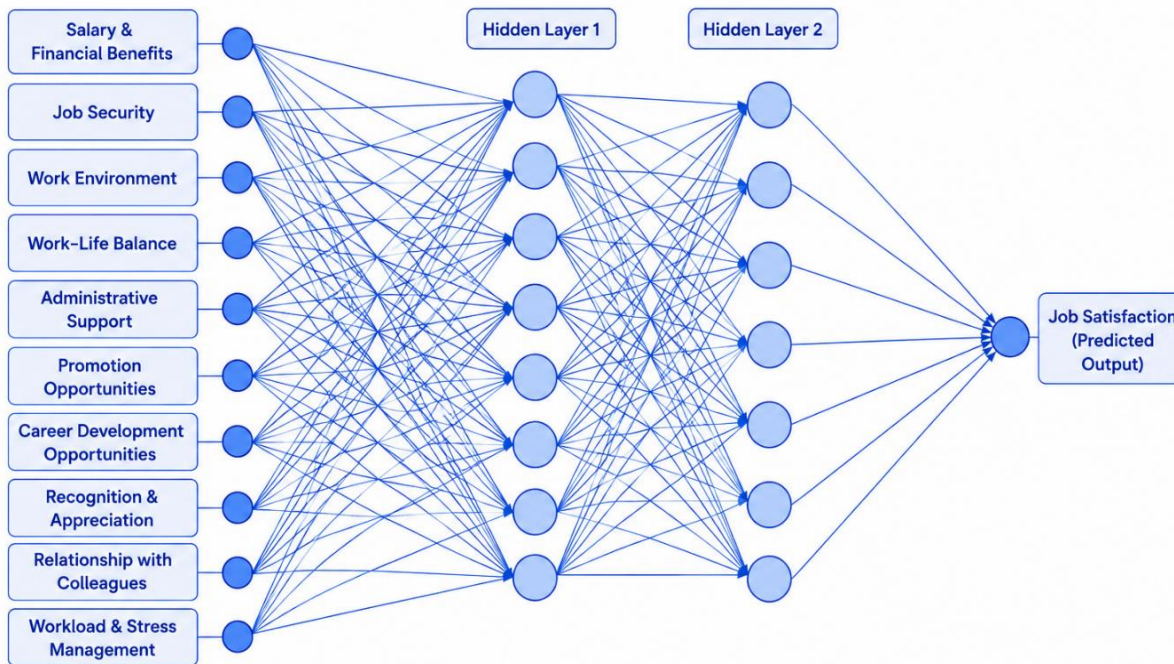 Salary &
Financial Benefits
Job Security
Work Environment
Work-Life Balance
Administrative
Support
Promotion
Opportunities
Career Development
Opportunities
Recognition &
Appreciation
Relationship with
Colleagues
Workload & Stress
Management
Hidden Layer 1
Hidden Layer 2
Job Satisfaction
(Predicted
Output)